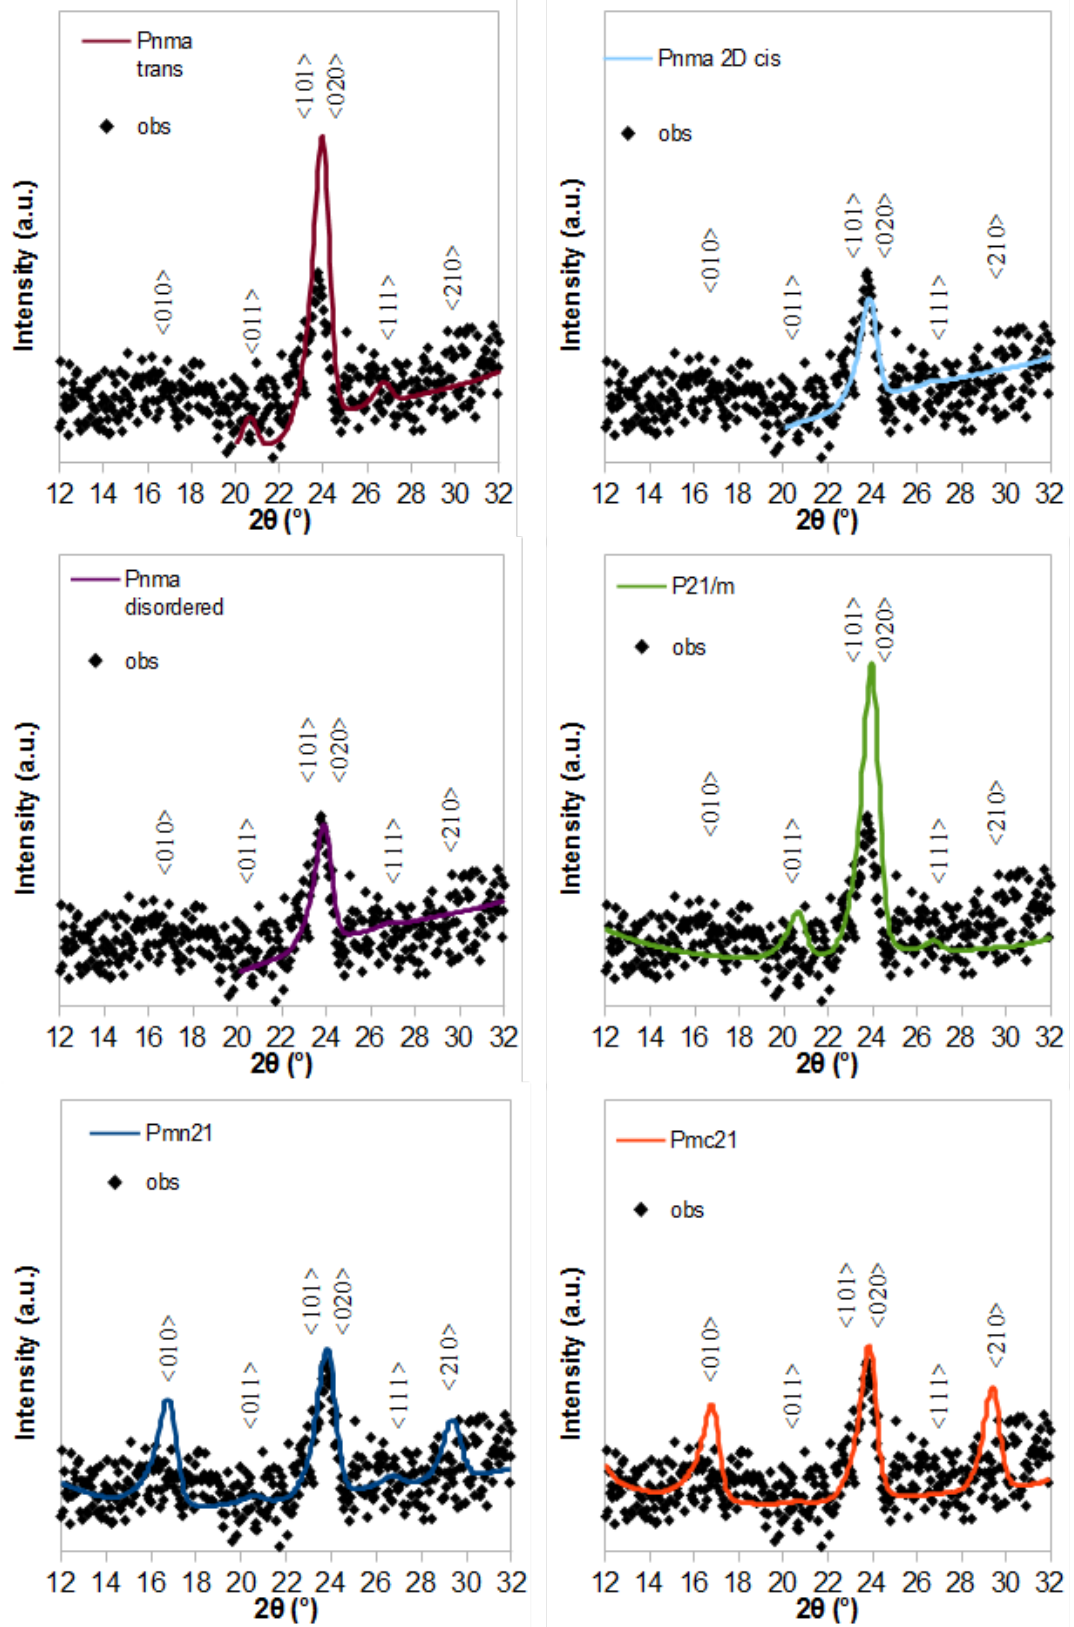 Pnma
trans
obs
<101>
<020>
<010>
<011>
<111>
<210>
Intensity (a.u.)
12 14 16 18 20 22 24 26 28 30 32
2θ (°)
Pnma 2D cis
obs
<101>
<020>
<010>
<011>
<111>
<210>
Intensity (a.u.)
12 14 16 18 20 22 24 26 28 30 32
2θ (°)
Pnma
disordered
obs
<101>
<020>
<010>
<011>
<111>
<210>
Intensity (a.u.)
12 14 16 18 20 22 24 26 28 30 32
2θ (°)
P21/m
obs
<101>
<020>
<010>
<011>
<111>
<210>
Intensity (a.u.)
12 14 16 18 20 22 24 26 28 30 32
2θ (°)
Pmn21
obs
<101>
<020>
<010>
<011>
<111>
<210>
Intensity (a.u.)
12 14 16 18 20 22 24 26 28 30 32
2θ (°)
Pmc21
obs
<101>
<020>
<010>
<011>
<111>
<210>
Intensity (a.u.)
12 14 16 18 20 22 24 26 28 30 32
2θ (°)